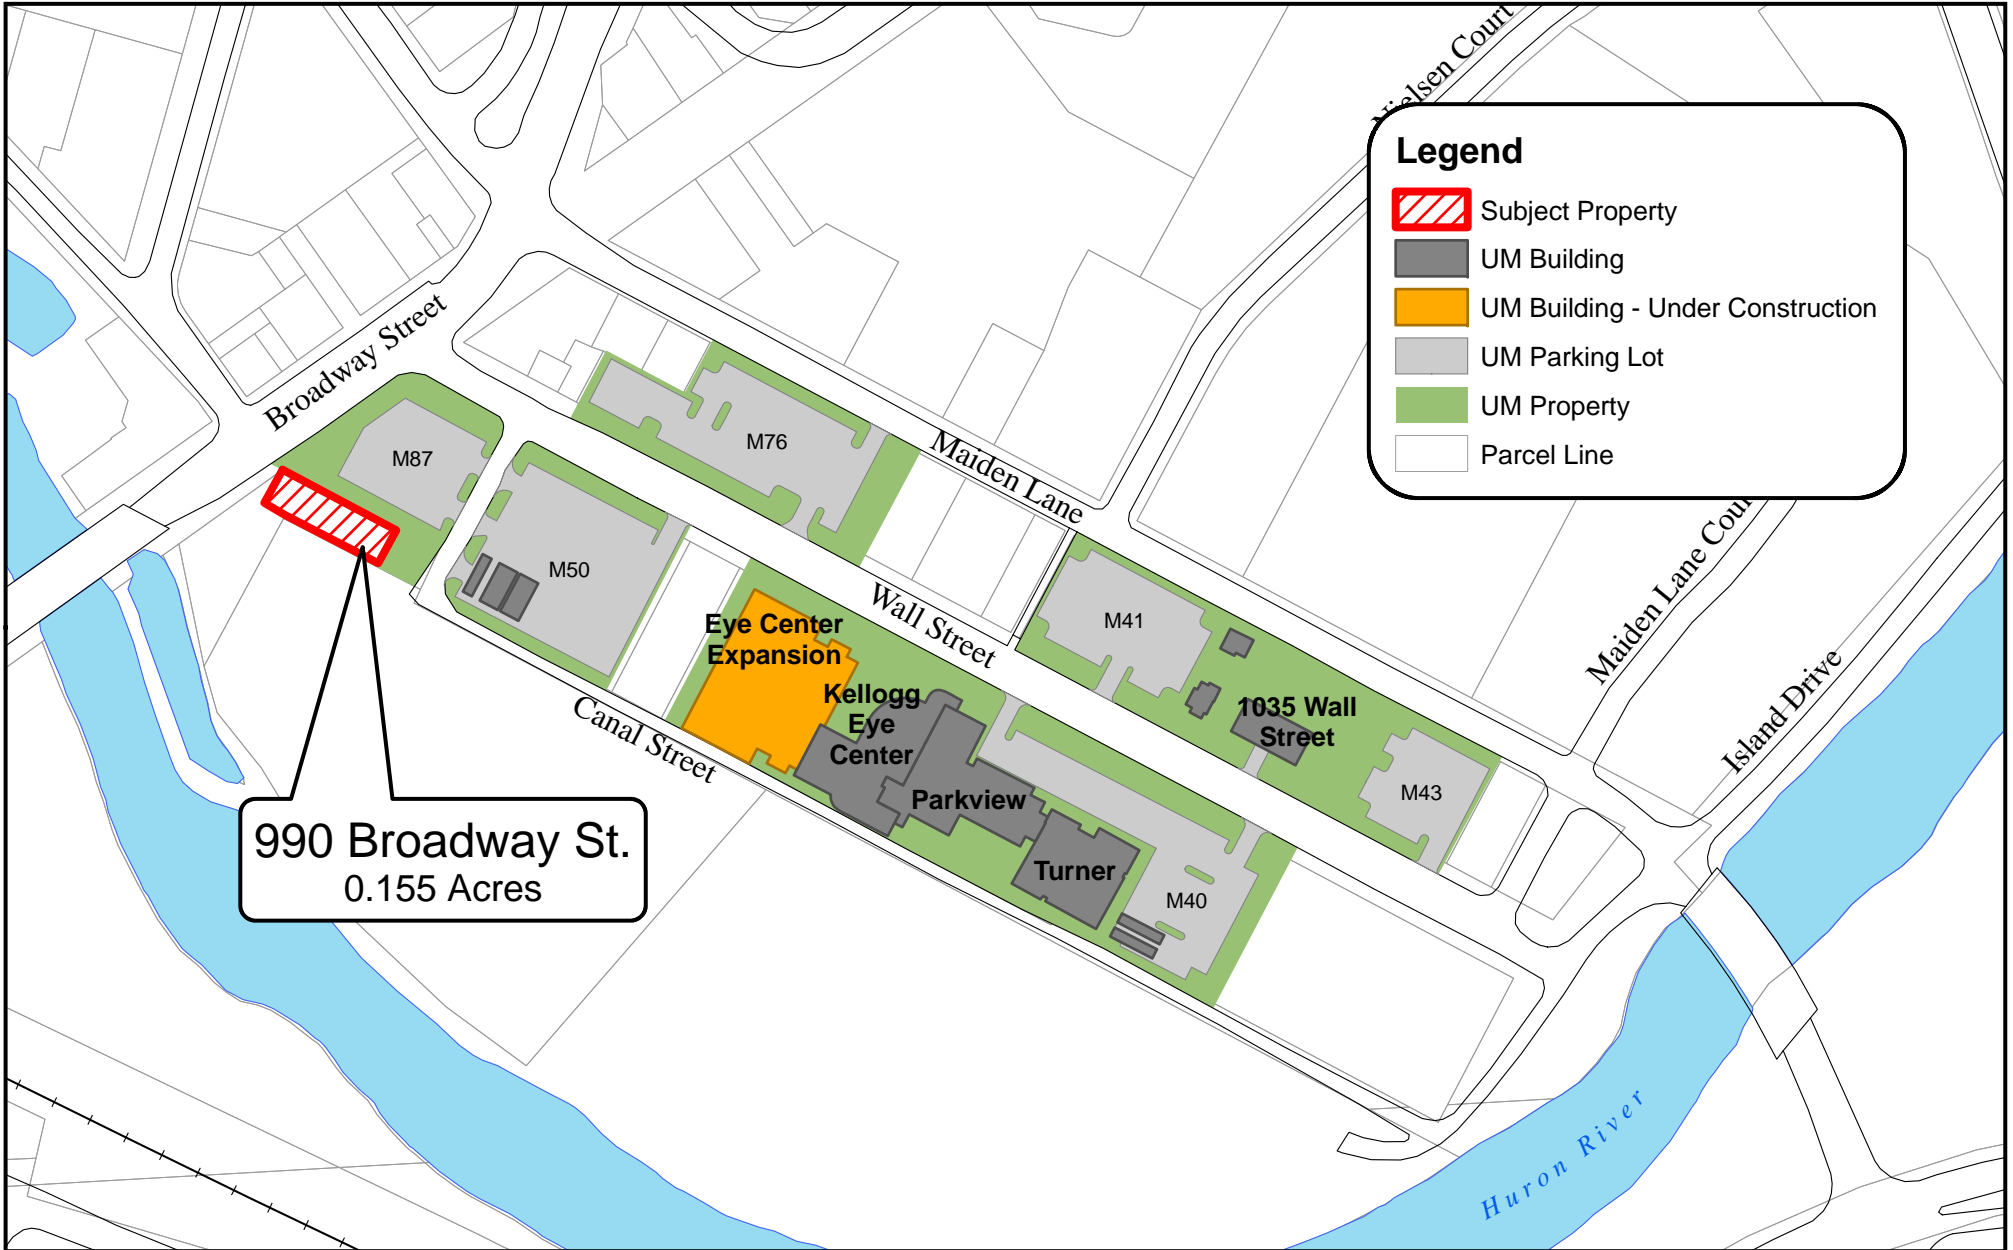 Nielsen Court
Legend
Subject Property
UM Building
UM Building - Under Construction
UM Parking Lot
UM Property
Parcel Line
Broadway Street
M87
M76
Maiden Lane
M50
Wall Street
M41
Maiden Lane Cour
Island Drive
Eye Center
Expansion
Kellogg
Eye
Center
1035 Wall
Street
Canal Street
Parkview
M43
Turner
M40
990 Broadway St.
0.155 Acres
Huron River